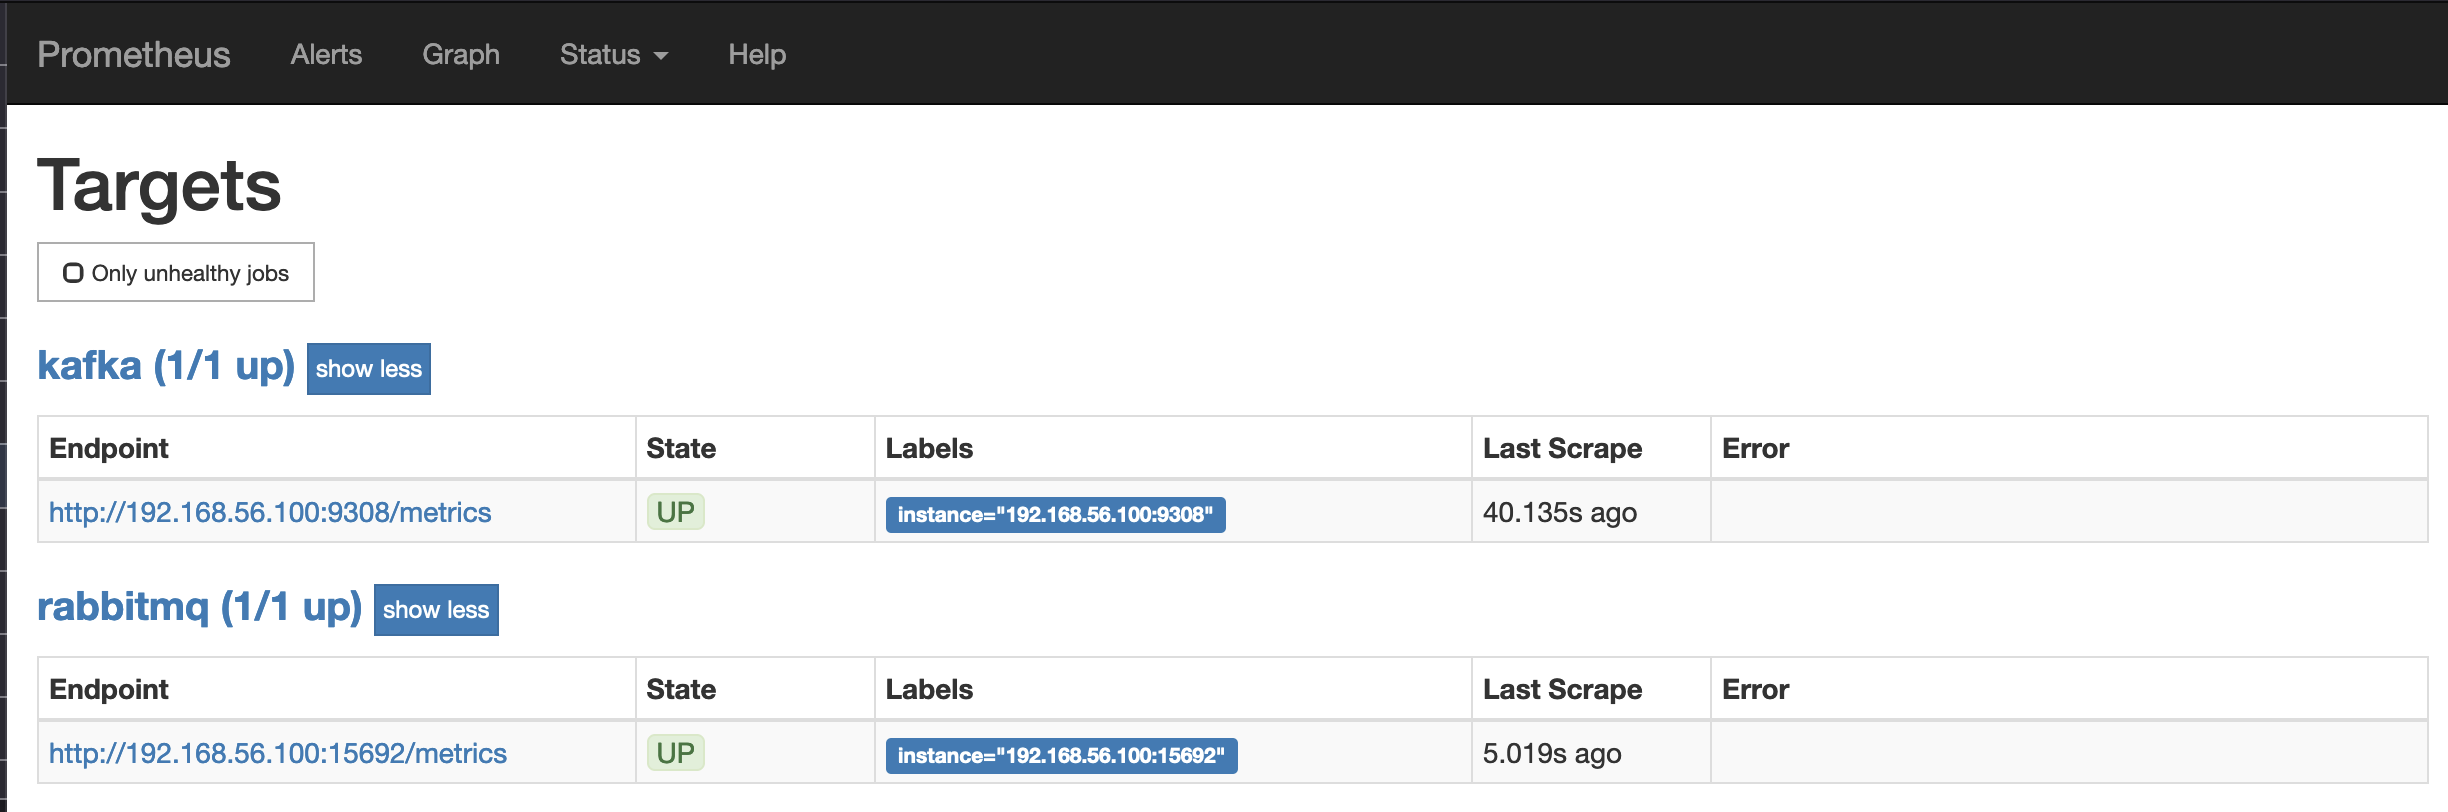 Prometheus Alerts Graph Status Help
Targets
Only unhealthy jobs
kafka (1/1 up) show less
Endpoint State Labels Last Scrape Error
http://192.168.56.100:9308/metrics UP instance="192.168.56.100:9308" 40.135s ago
rabbitmq (1/1 up) show less
Endpoint State Labels Last Scrape Error
http://192.168.56.100:15692/metrics UP instance="192.168.56.100:15692" 5.019s ago